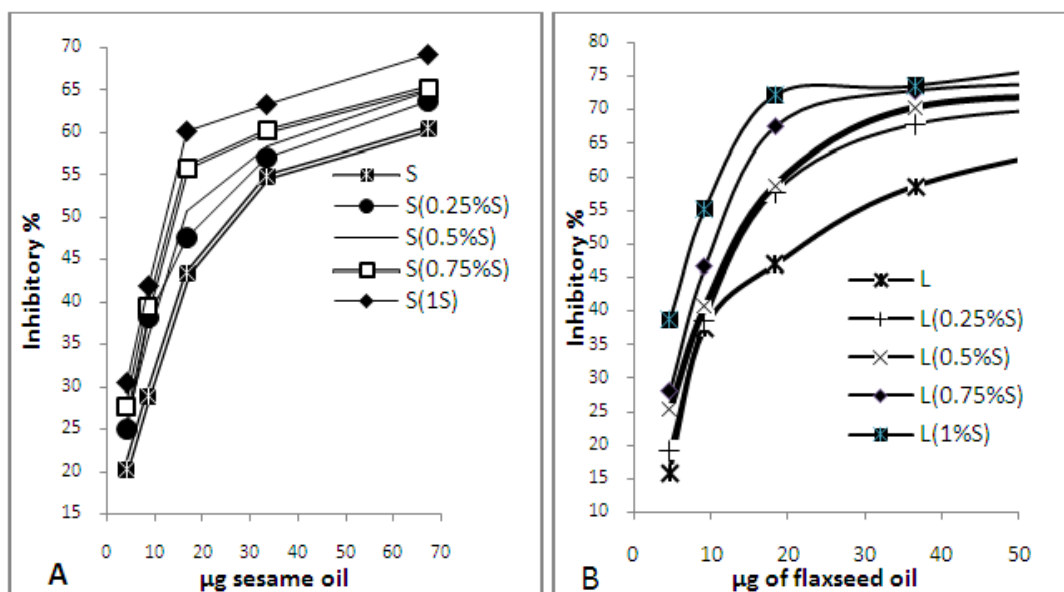 70
65
60
55
50
45
40
35
30
25
20
15
Inhibitory %
S
S(0.25%S)
S(0.5%S)
S(0.75%S)
S(1S)
0 10 20 30 40 50 60 70
A
µg sesame oil
80
75
70
65
60
55
50
45
40
35
30
25
20
15
10
Inhibitory %
L
L(0.25%S)
L(0.5%S)
L(0.75%S)
L(1%S)
0 10 20 30 40 50
B
µg of flaxseed oil